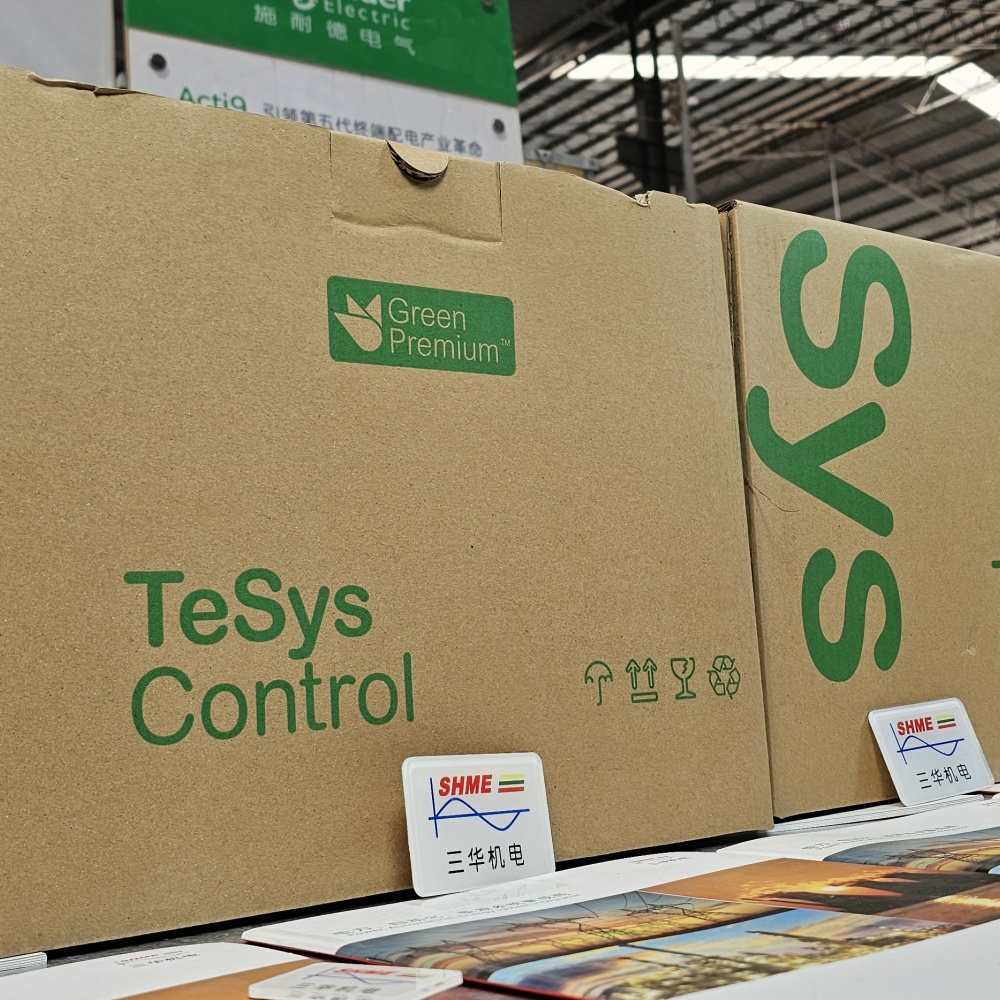 Electric
施耐德电气
Acti9 引领第五代终端配电产业革命
Green
Premium™
TeSys
Control
Sys
SHME
三华机电
SHME
三华机电